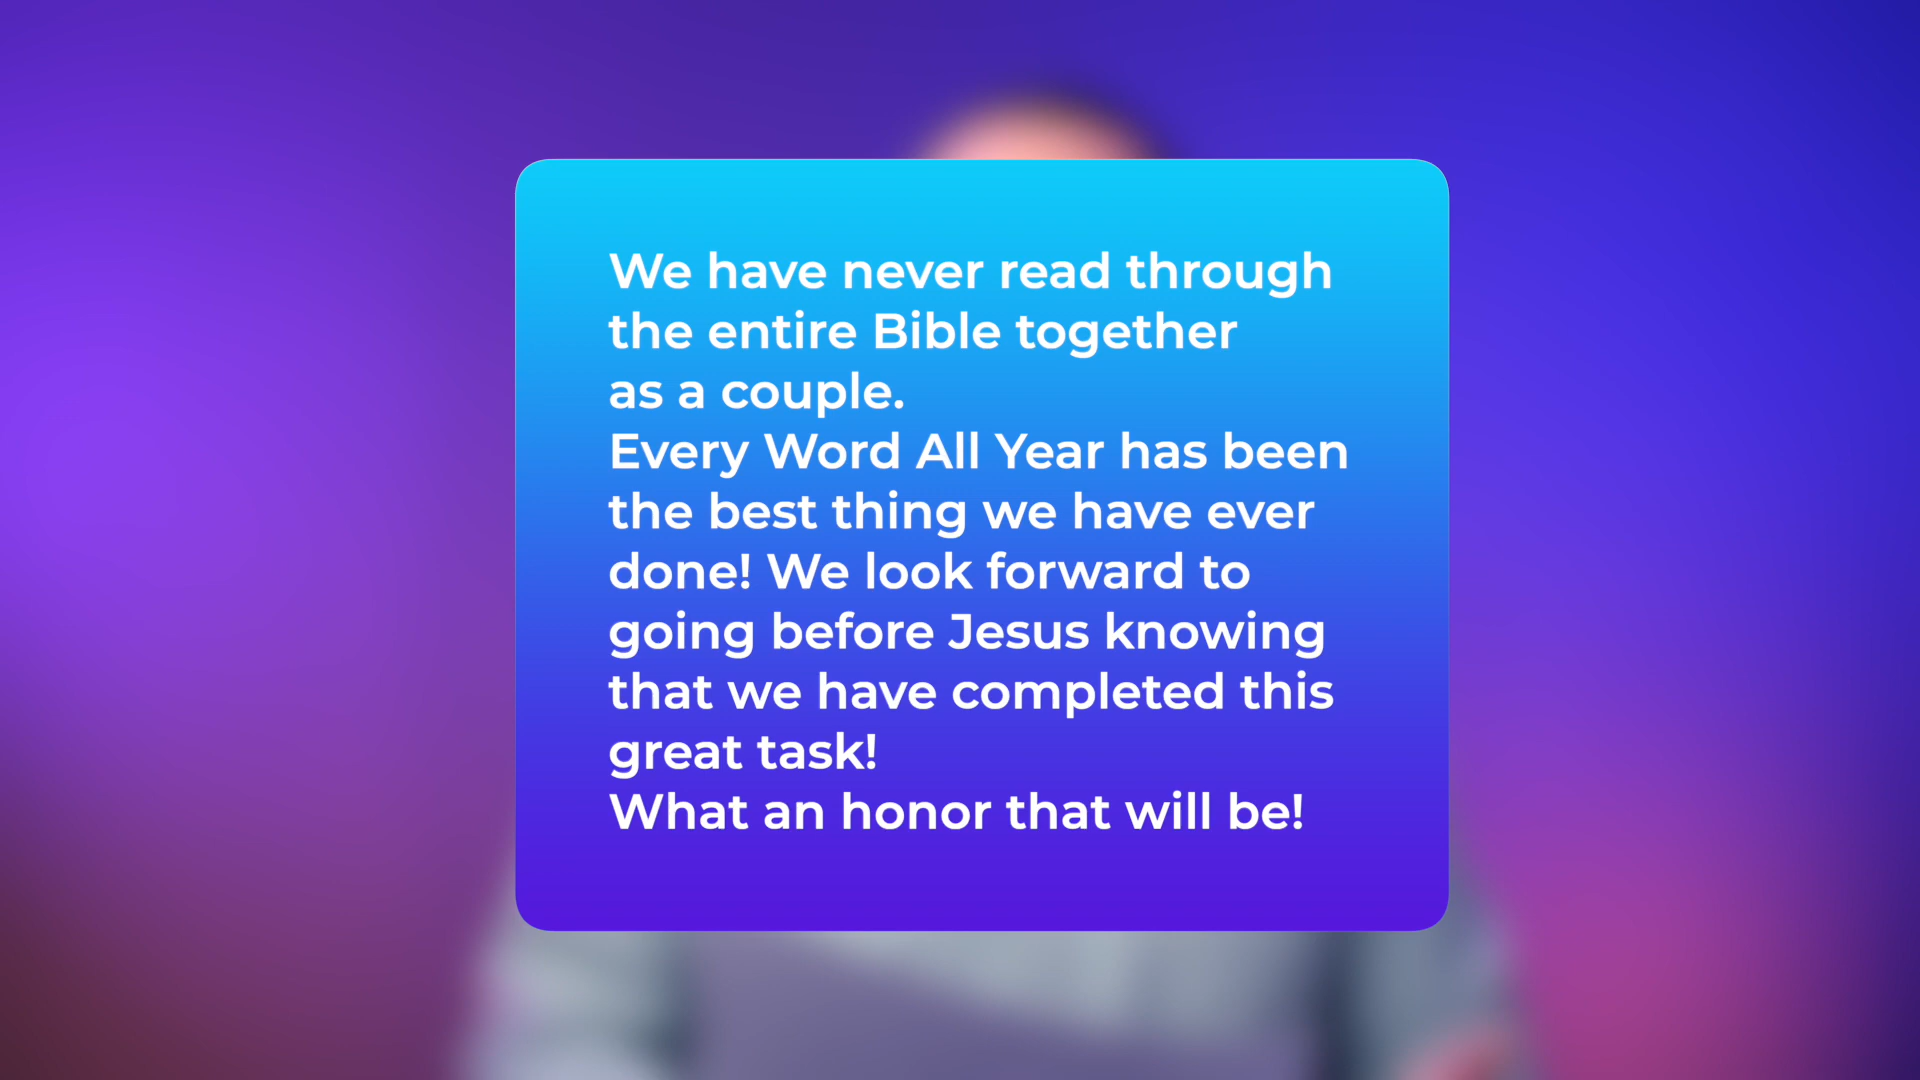 We have never read through
the entire Bible together
as a couple.
Every Word All Year has been
the best thing we have ever
done! We look forward to
going before Jesus knowing
that we have completed this
great task!
What an honor that will be!